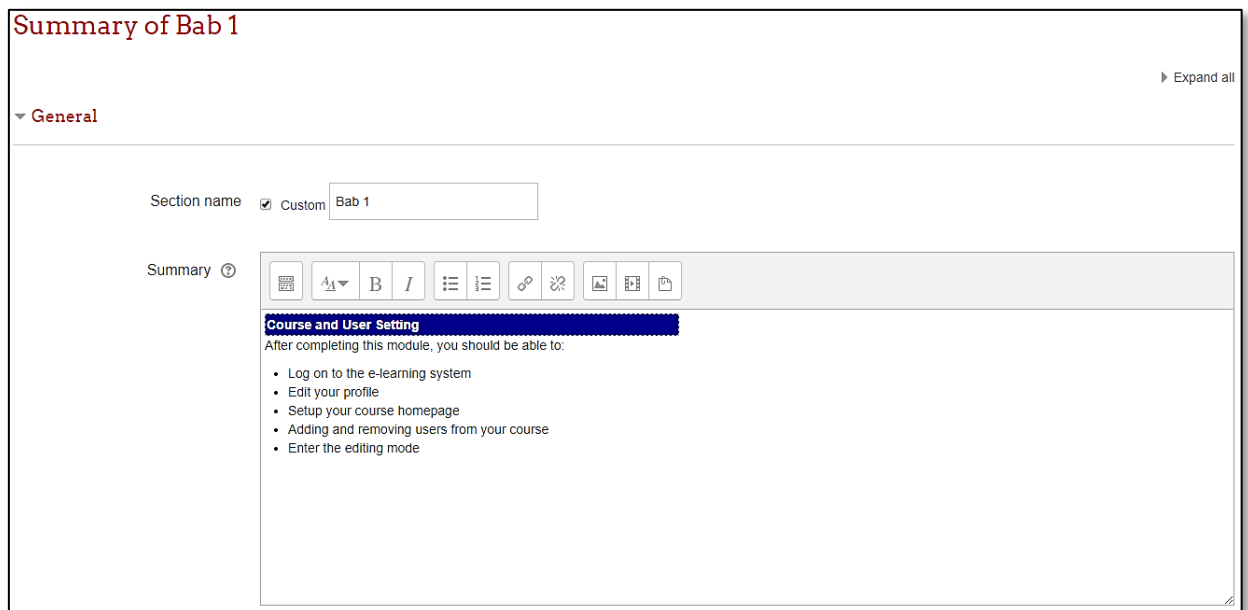 Summary of Bab 1
Expand all
General
Section name
Custom
Bab 1
Summary
Course and User Setting
After completing this module, you should be able to:
Log on to the e-learning system
Edit your profile
Setup your course homepage
Adding and removing users from your course
Enter the editing mode